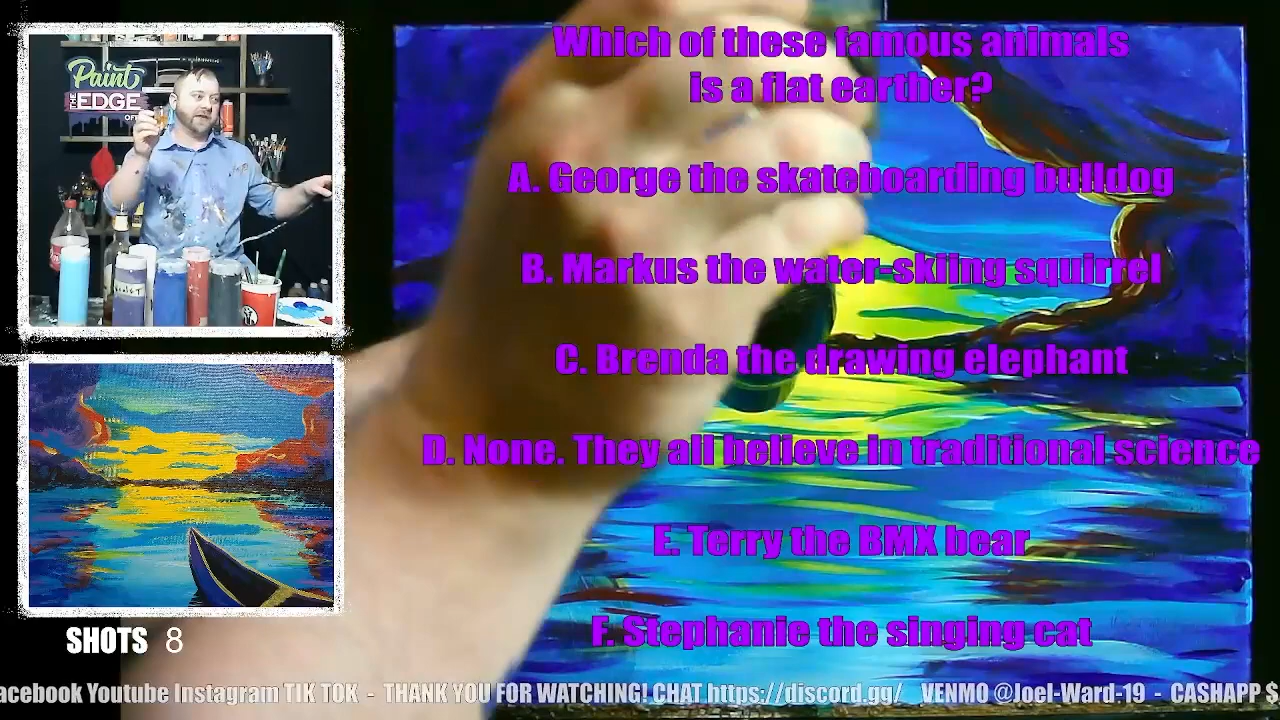 Which of these famous animals
is a flat earther?
A. George the skateboarding bulldog
B. Markus the water-skiing squirrel
C. Brenda the drawing elephant
D. None. They all believe in traditional science
E. Terry the BMX bear
F. Stephanie the singing cat
Paint
EDGE
OFT
SHOTS 8
acebook Youtube Instagram TIK TOK - THANK YOU FOR WATCHING! CHAT https://discord.gg/ VENMO @Joel-Ward-19 - CASHAPP $